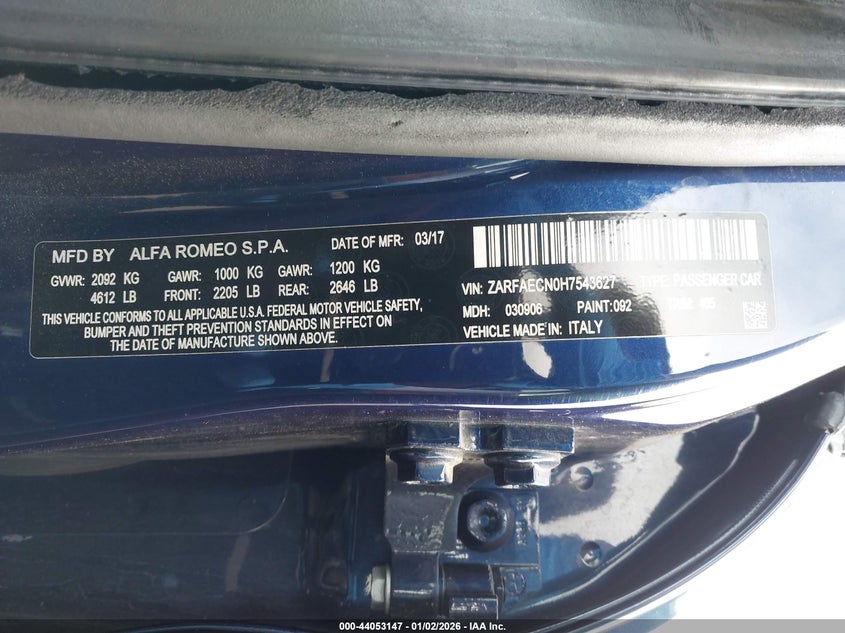 MFD BY ALFA ROMEO S.P.A. DATE OF MFR: 03/17
GVWR: 2092 KG GAWR: 1000 KG GAWR: 1200 KG
4612 LB FRONT: 2205 LB REAR: 2646 LB
THIS VEHICLE CONFORMS TO ALL APPLICABLE U.S.A. FEDERAL MOTOR VEHICLE SAFETY,
BUMPER AND THEFT PREVENTION STANDARDS IN EFFECT ON
THE DATE OF MANUFACTURE SHOWN ABOVE.
VIN: ZARFAECN0H7543627 TYPE: PASSENGER CAR
MDH: 030906 PAINT:092 TRIM: 405
VEHICLE MADE IN: ITALY
000-44053147 - 01/02/2026 - IAA Inc.